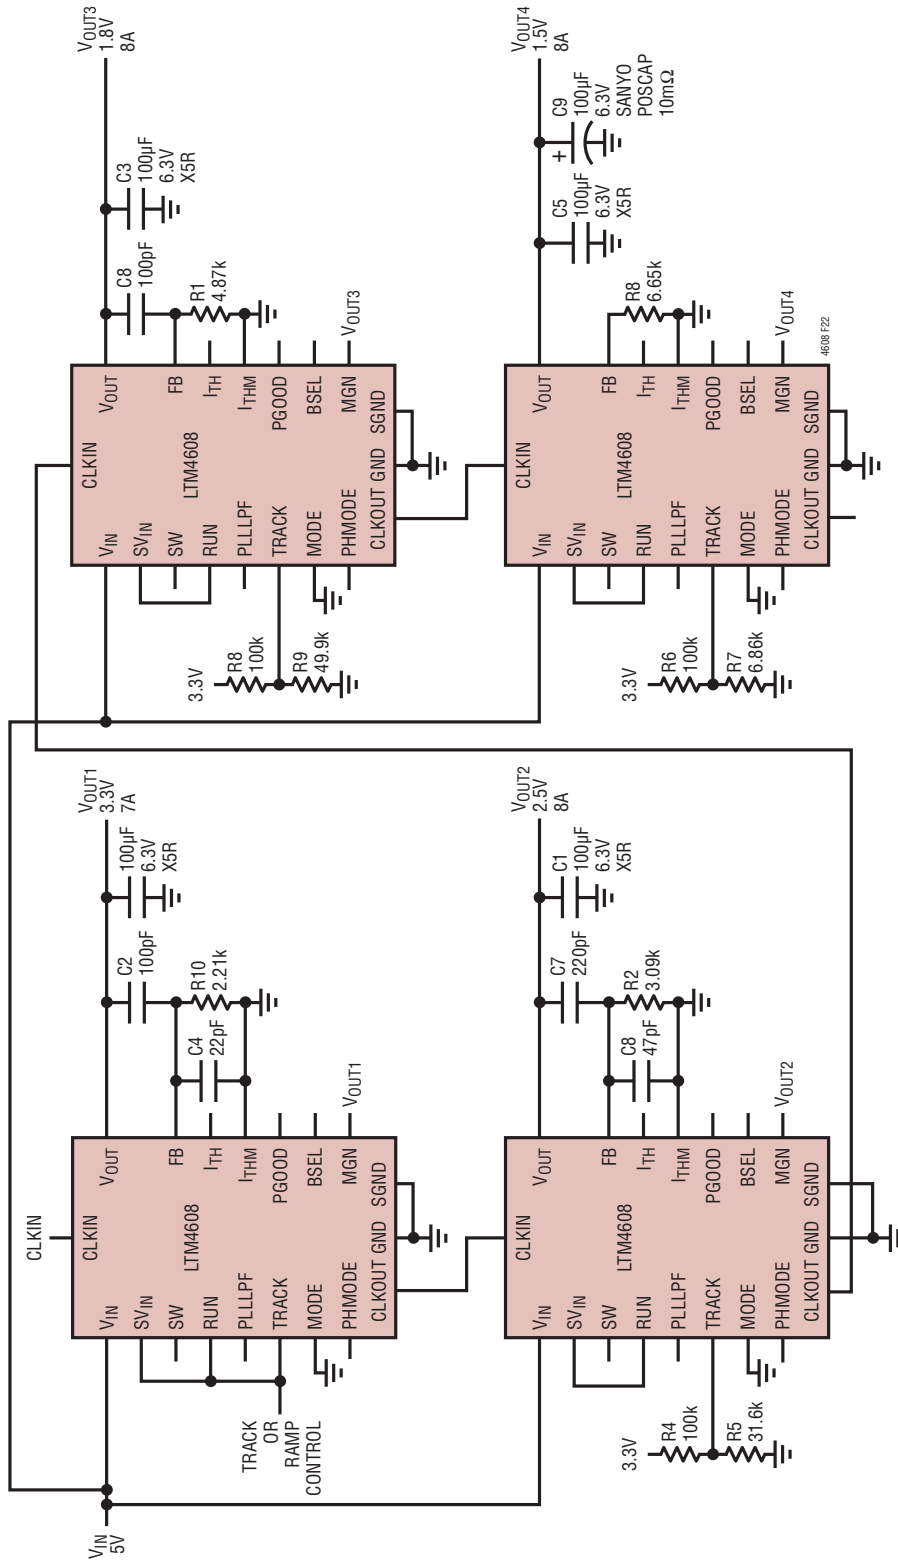 VIN
5V
CLKIN
VIN
SVIN
SW
RUN
PLLLPF
TRACK
MODE
PHMODE
CLKIN
LTM4608
CLKOUT GND
SGND
VOUT
FB
ITH
ITHM
PGOOD
BSEL
MGN
TRACK
OR
RAMP
CONTROL
C2
100pF
C4
22pF
R10
2.21k
100µF
6.3V
X5R
VOUT1
3.3V
7A
VOUT1
VIN
SVIN
SW
RUN
PLLLPF
TRACK
MODE
PHMODE
CLKIN
LTM4608
CLKOUT GND
SGND
VOUT
FB
ITH
ITHM
PGOOD
BSEL
MGN
3.3V
R4
100k
R5
31.6k
C7
220pF
C8
47pF
R2
3.09k
C1
100µF
6.3V
X5R
VOUT2
2.5V
8A
VOUT2
VIN
SVIN
SW
RUN
PLLLPF
TRACK
MODE
PHMODE
CLKIN
LTM4608
CLKOUT GND
SGND
VOUT
FB
ITH
ITHM
PGOOD
BSEL
MGN
3.3V
R8
100k
R9
49.9k
C8
100pF
R1
4.87k
C3
100µF
6.3V
X5R
VOUT3
1.8V
8A
VOUT3
VIN
SVIN
SW
RUN
PLLLPF
TRACK
MODE
PHMODE
CLKIN
LTM4608
CLKOUT GND
SGND
VOUT
FB
ITH
ITHM
PGOOD
BSEL
MGN
3.3V
R6
100k
R7
6.86k
R8
6.65k
C5
100µF
6.3V
X5R
+
C9
100µF
6.3V
SANYO
POSCAP
10mΩ
VOUT4
1.5V
8A
VOUT4
4608 F22